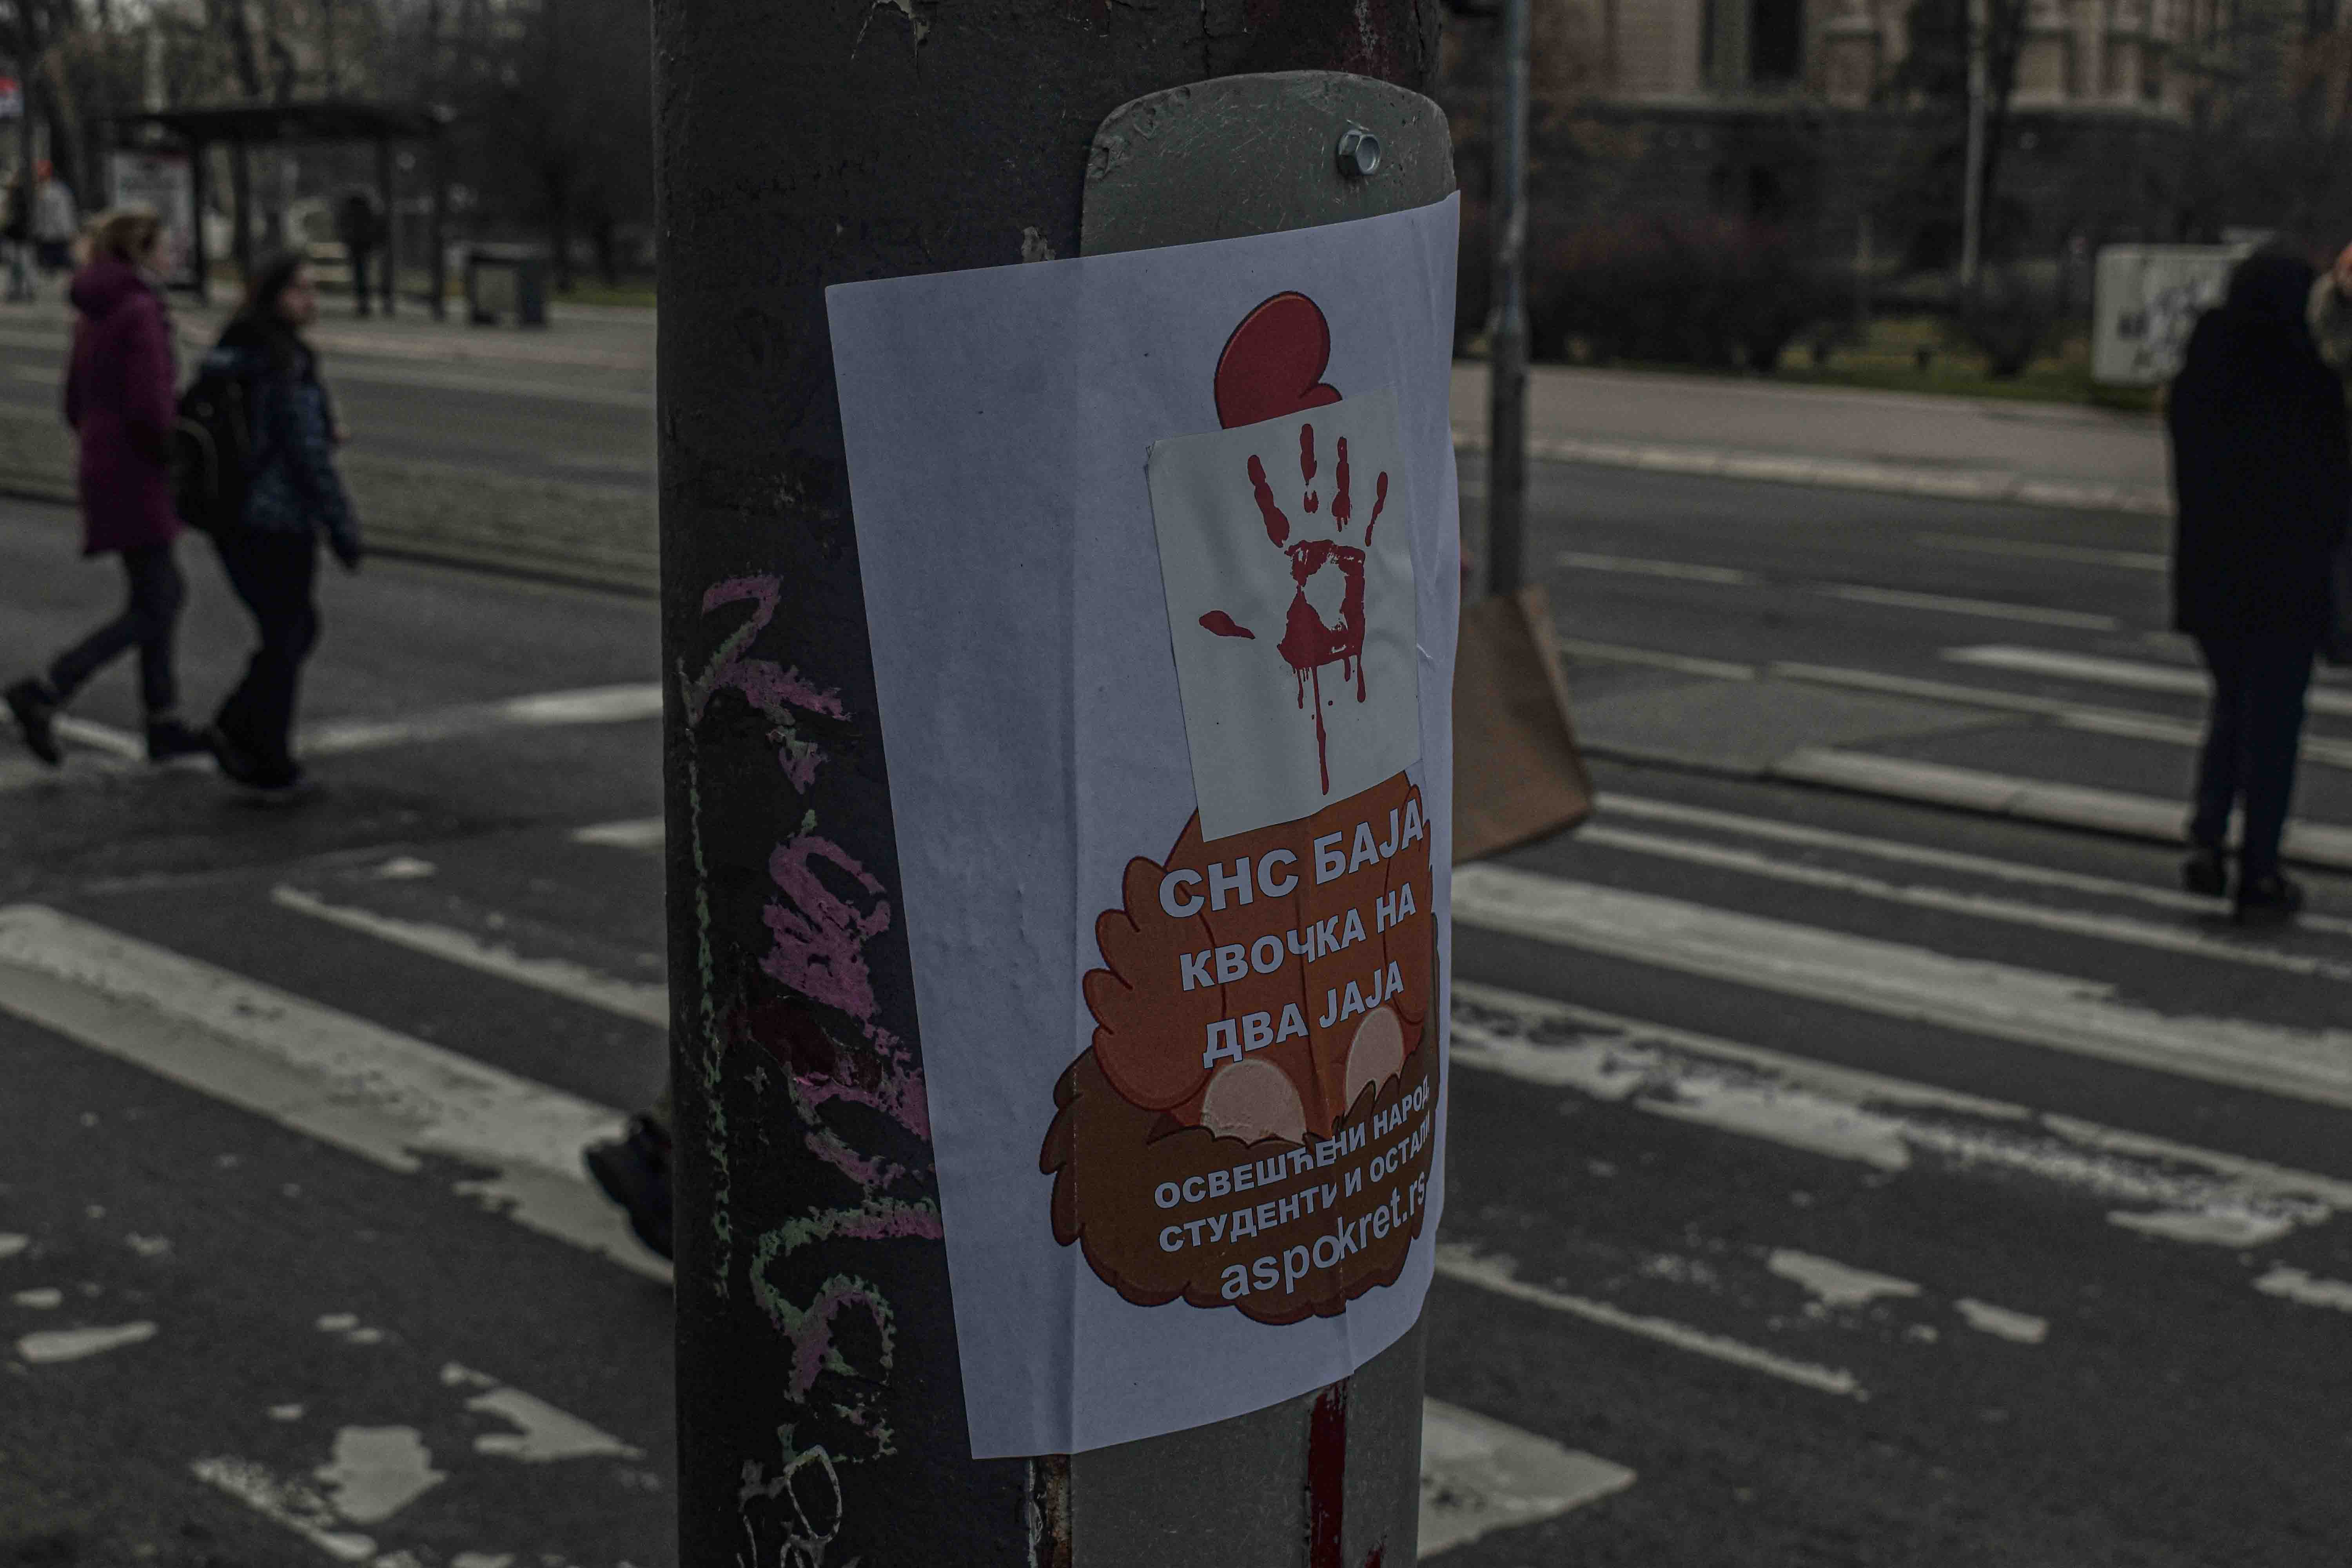 СНС БАЈА
КВОЧКА НА
ДВА ЈАЈА
ОСВЕШЋЕНИ НАРОД,
СТУДЕНТИ И ОСТАЛИ
aspokret.rs